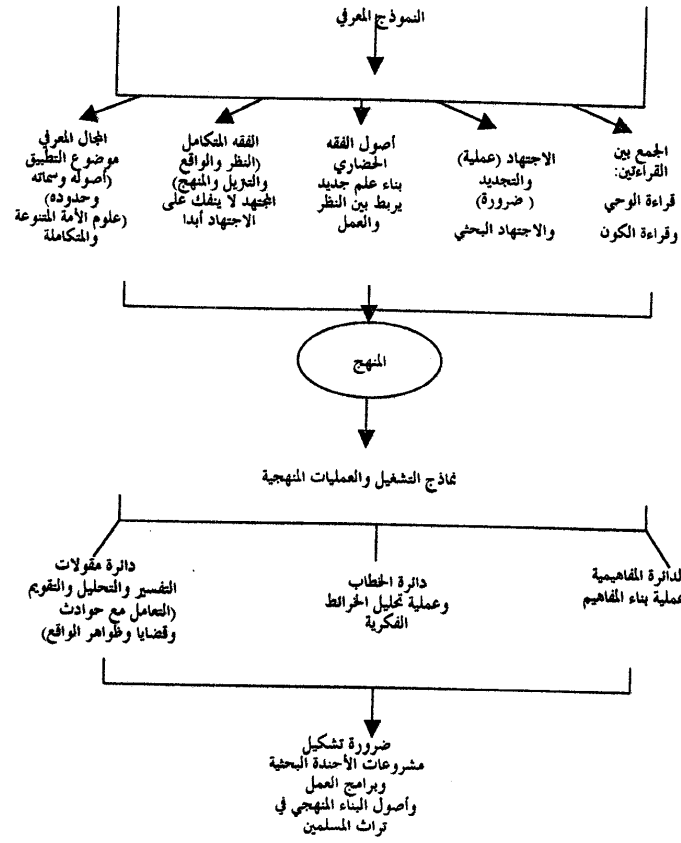 النموذج المعرفي
الجمع بين
القراءتين:
قراءة الوحي
وقراءة الكون
الاجتهاد (عملية)
والتجديد
(ضرورة)
والاجتهاد البحثي
أصول الفقه
الحضاري
بناء علم جديد
يربط بين النظر
والعمل
الفقه المتكامل
(النظر والواقع
والتنزيل والمنهج)
المجتهد لا ينفك على
الاجتهاد أبدا
المجال المعرفي
موضوع التطبيق
(أصوله وسماته
وحدوده)
(علوم الأمة المتنوعة
والمتكاملة
المنهج
نماذج التشغيل والعمليات المنهجية
لدائرة المفاهيمية
عملية بناء المفاهيم
دائرة الخطاب
وعملية تحليل الخرائط
الفكرية
دائرة مقولات
التفسير والتحليل والتقويم
(التعامل مع حوادث
وقضايا وظواهر الواقع)
ضرورة تشكيل
مشروعات الأجندة البحثية
وبرامج العمل
وأصول البناء المنهجي في
تراث المسلمين